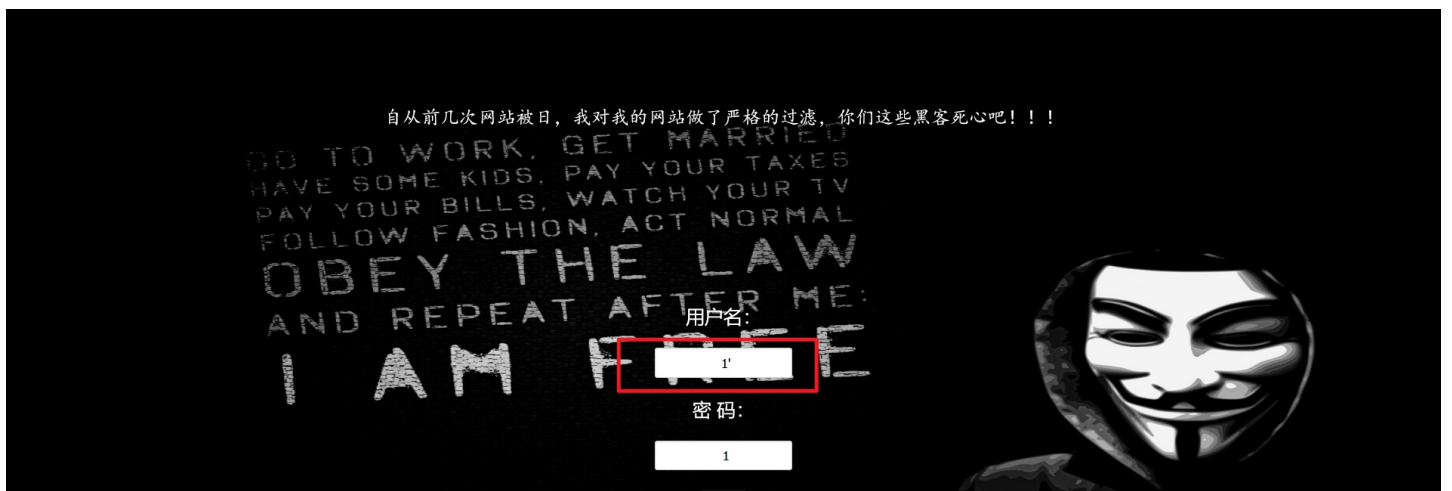 自从前几次网站被日，我对我的网站做了严格的过滤，你们这些黑客死心吧！！！
GO TO WORK, GET MARRIED
HAVE SOME KIDS, PAY YOUR TAXES
PAY YOUR BILLS, WATCH YOUR TV
FOLLOW FASHION, ACT NORMAL
OBEY THE LAW
AND REPEAT AFTER ME:
I AM FREE
用户名：
1'
密 码：
1